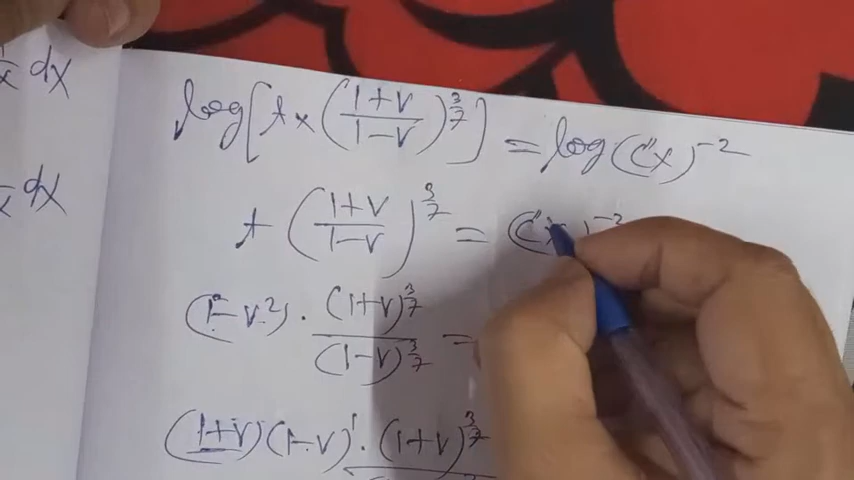 dx
log[t × (1+v/1-v)^3/7] = log(C''x)^-2
dx
t (1+v/1-v)^3/7 = (C''x)^-2
(1-v²) . (1+v)^3/7/(1-v)^3/7 =
(1+v)(1-v)¹ . (1+v)^3/7